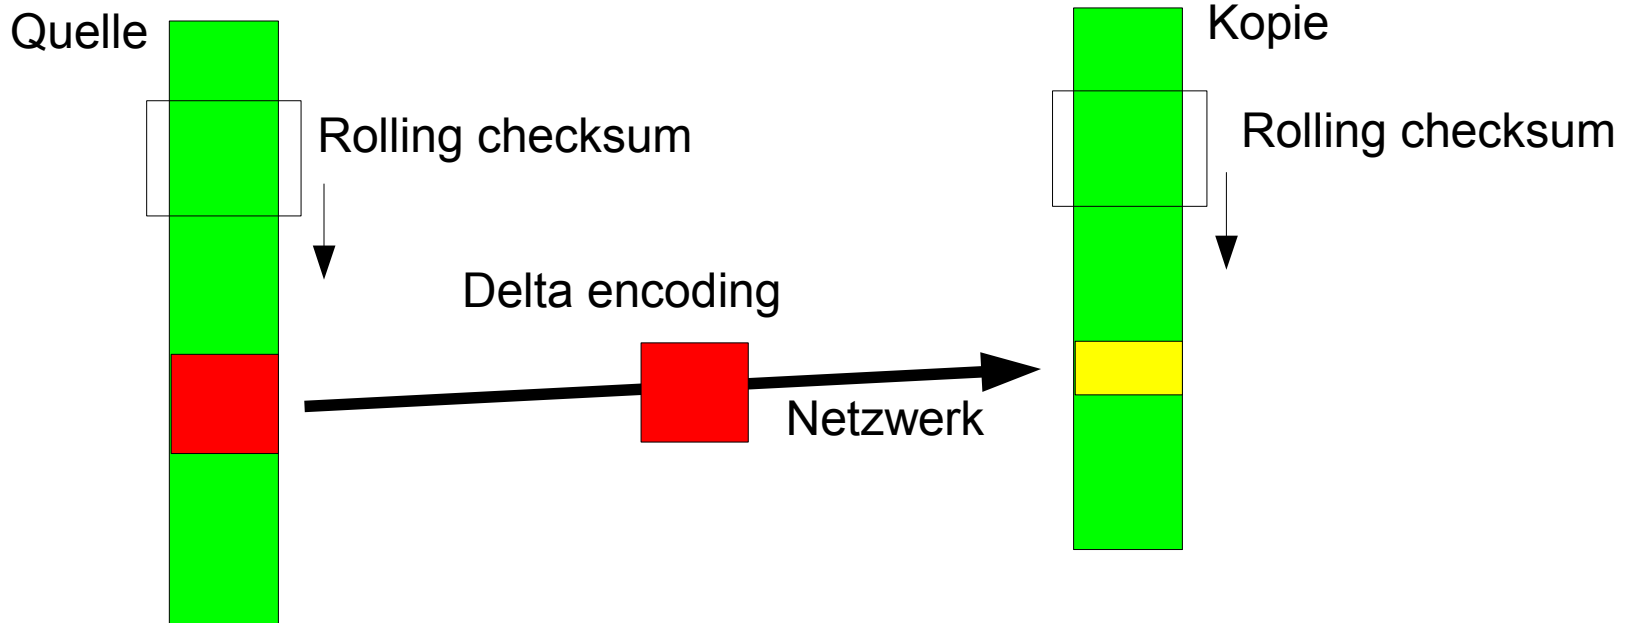 Quelle
Kopie
Rolling checksum
Rolling checksum
Delta encoding
Netzwerk